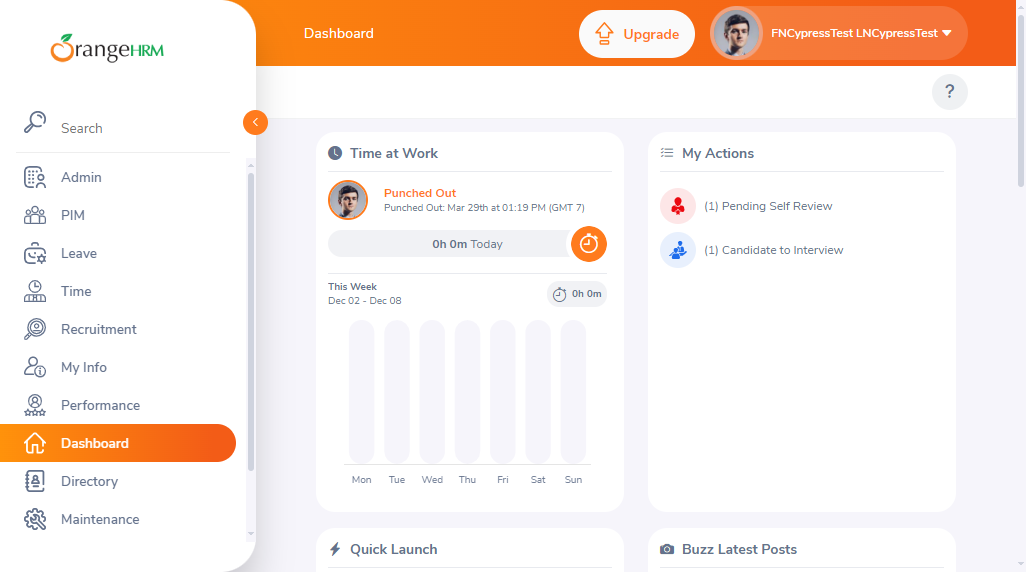 OrangeHRM
Search
Admin
PIM
Leave
Time
Recruitment
My Info
Performance
Dashboard
Directory
Maintenance
Dashboard
Upgrade
FNCypressTest LNCypressTest
?
Time at Work
Punched Out
Punched Out: Mar 29th at 01:19 PM (GMT 7)
0h 0m Today
This Week
Dec 02 - Dec 08
0h 0m
Mon Tue Wed Thu Fri Sat Sun
My Actions
(1) Pending Self Review
(1) Candidate to Interview
Quick Launch
Buzz Latest Posts